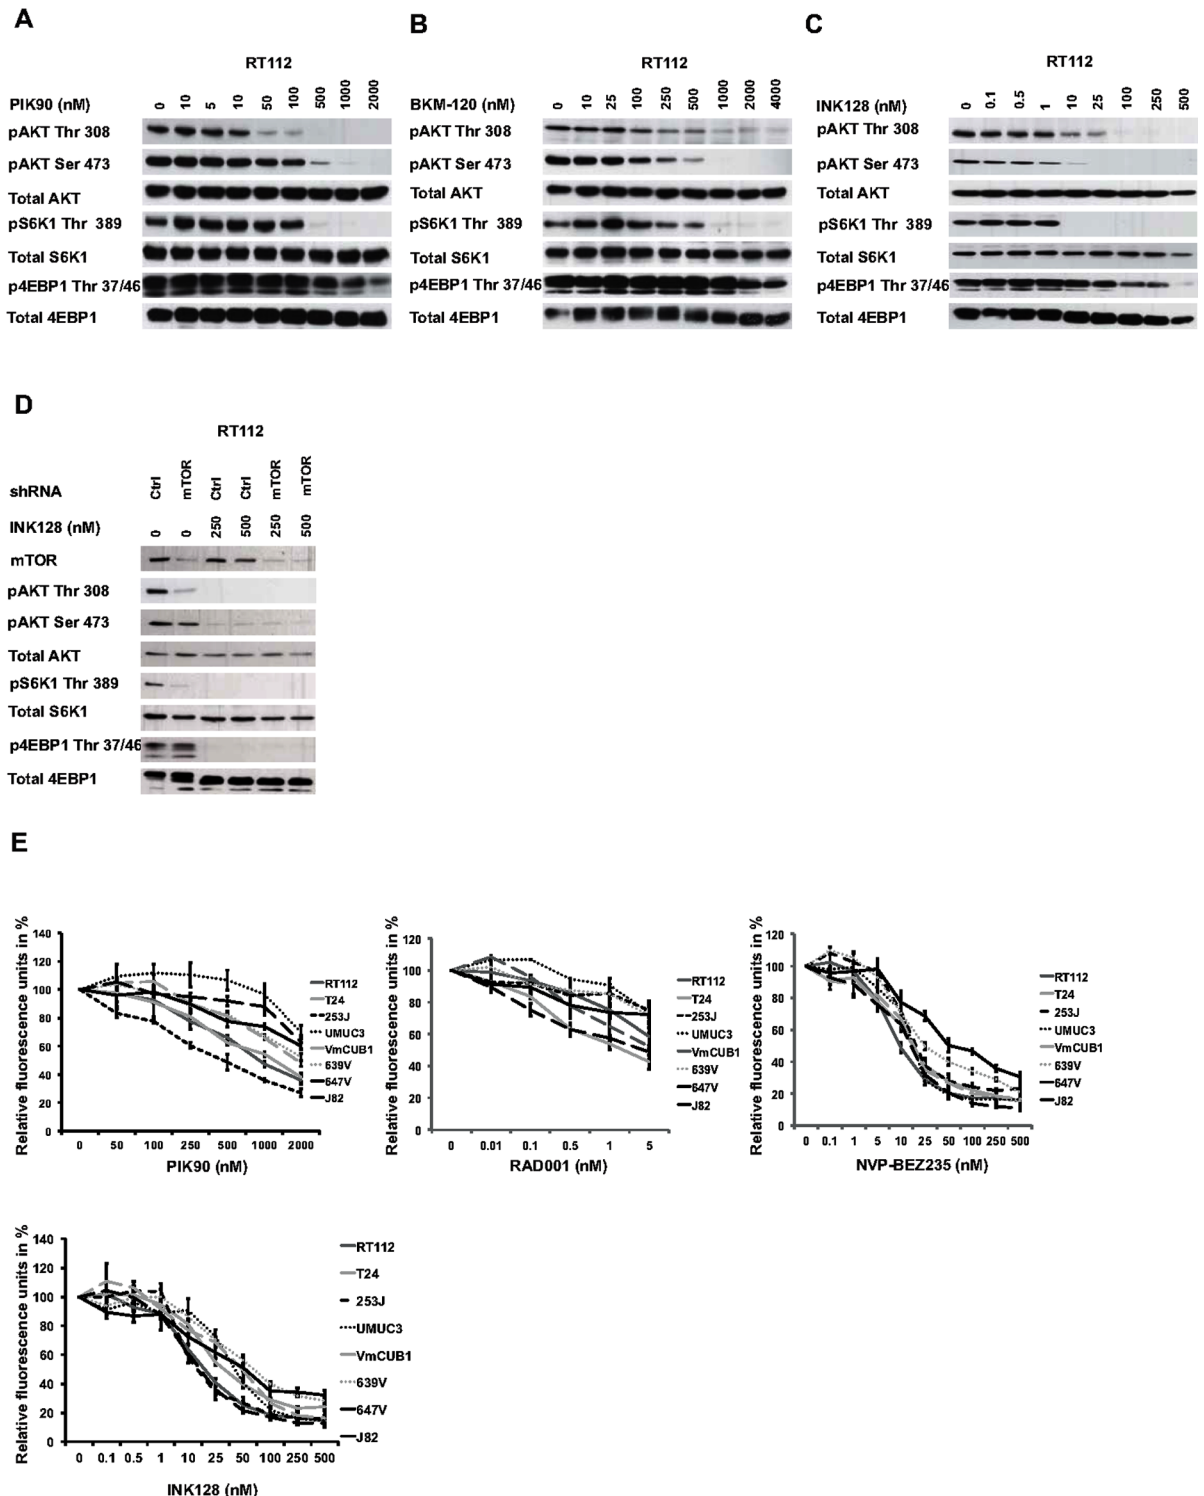 A
RT112
PIK90 (nM) 0 10 5 10 50 100 500 1000 2000
pAKT Thr 308
pAKT Ser 473
Total AKT
pS6K1 Thr 389
Total S6K1
p4EBP1 Thr 37/46
Total 4EBP1
B
RT112
BKM-120 (nM) 0 10 25 100 250 500 1000 2000 4000
pAKT Thr 308
pAKT Ser 473
Total AKT
pS6K1 Thr 389
Total S6K1
p4EBP1 Thr 37/46
Total 4EBP1
C
RT112
INK128 (nM) 0 0.1 0.5 1 10 25 100 250 500
pAKT Thr 308
pAKT Ser 473
Total AKT
pS6K1 Thr 389
Total S6K1
p4EBP1 Thr 37/46
Total 4EBP1
D
RT112
shRNA Ctrl mTOR Ctrl Ctrl mTOR mTOR
INK128 (nM) 0 0 250 500 250 500
mTOR
pAKT Thr 308
pAKT Ser 473
Total AKT
pS6K1 Thr 389
Total S6K1
p4EBP1 Thr 37/46
Total 4EBP1
E
Relative fluorescence units in %
140
120
100
80
60
40
20
0
0 50 100 250 500 1000 2000
PIK90 (nM)
RT112
T24
253J
UMUC3
VmCUB1
639V
647V
J82
Relative fluorescence units in %
120
100
80
60
40
20
0
0 0.01 0.1 0.5 1 5
RAD001 (nM)
RT112
T24
253J
UMUC3
VmCUB1
639V
647V
J82
Relative fluorescence units in %
120
100
80
60
40
20
0
0 0.1 1 5 10 25 50 100 250 500
NVP-BEZ235 (nM)
RT112
T24
253J
UMUC3
VmCUB1
639V
647V
J82
Relative fluorescence units in %
140
120
100
80
60
40
20
0
0 0.1 0.5 1 10 25 50 100 250 500
INK128 (nM)
RT112
T24
253J
UMUC3
VmCUB1
639V
647V
J82